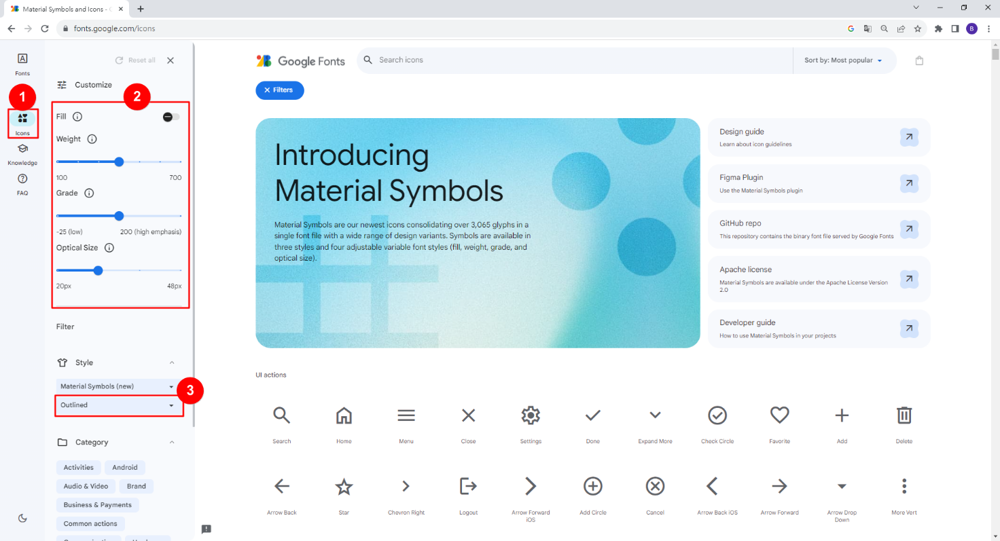 Material Symbols and Icons -
fonts.google.com/icons
B
Fonts
1
Icons
Knowledge
FAQ
Reset all
Customize
2
Fill
Weight
100 700
Grade
-25 (low) 200 (high emphasis)
Optical Size
20px 48px
Filter
Style
Material Symbols (new)
3
Outlined
Category
Activities Android
Audio & Video Brand
Business & Payments
Common actions
Google Fonts
Search icons
Sort by: Most popular
Filters
Introducing
Material Symbols
Material Symbols are our newest icons consolidating over 3,065 glyphs in a
single font file with a wide range of design variants. Symbols are available in
three styles and four adjustable variable font styles (fill, weight, grade, and
optical size).
Design guide
Learn about icon guidelines
Figma Plugin
Use the Material Symbols plugin
GitHub repo
This repository contains the binary font file served by Google Fonts
Apache license
Material Symbols are available under the Apache License Version
2.0
Developer guide
How to use Material Symbols in your projects
UI actions
Search Home Menu Close Settings Done Expand More Check Circle Favorite Add Delete
Arrow Back Star Chevron Right Logout Arrow Forward iOS Add Circle Cancel Arrow Back iOS Arrow Forward Arrow Drop Down More Vert